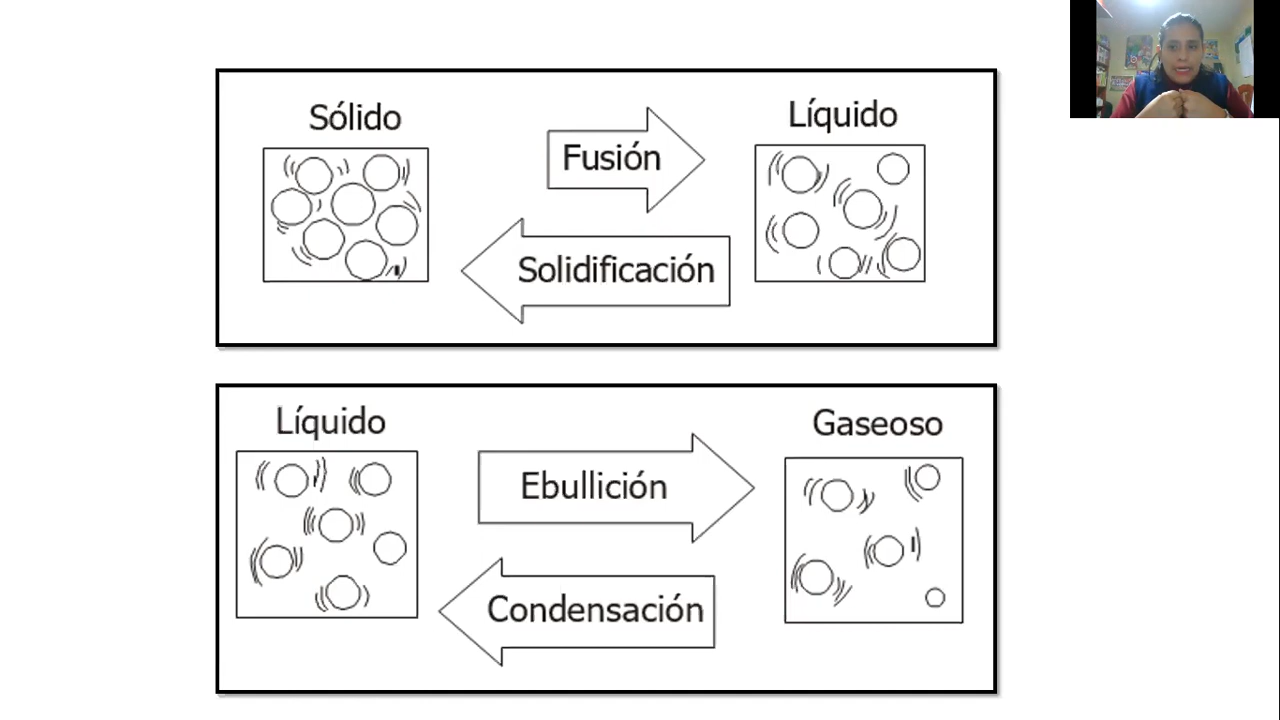 Sólido
Líquido
Fusión
Solidificación
Líquido
Gaseoso
Ebullición
Condensación